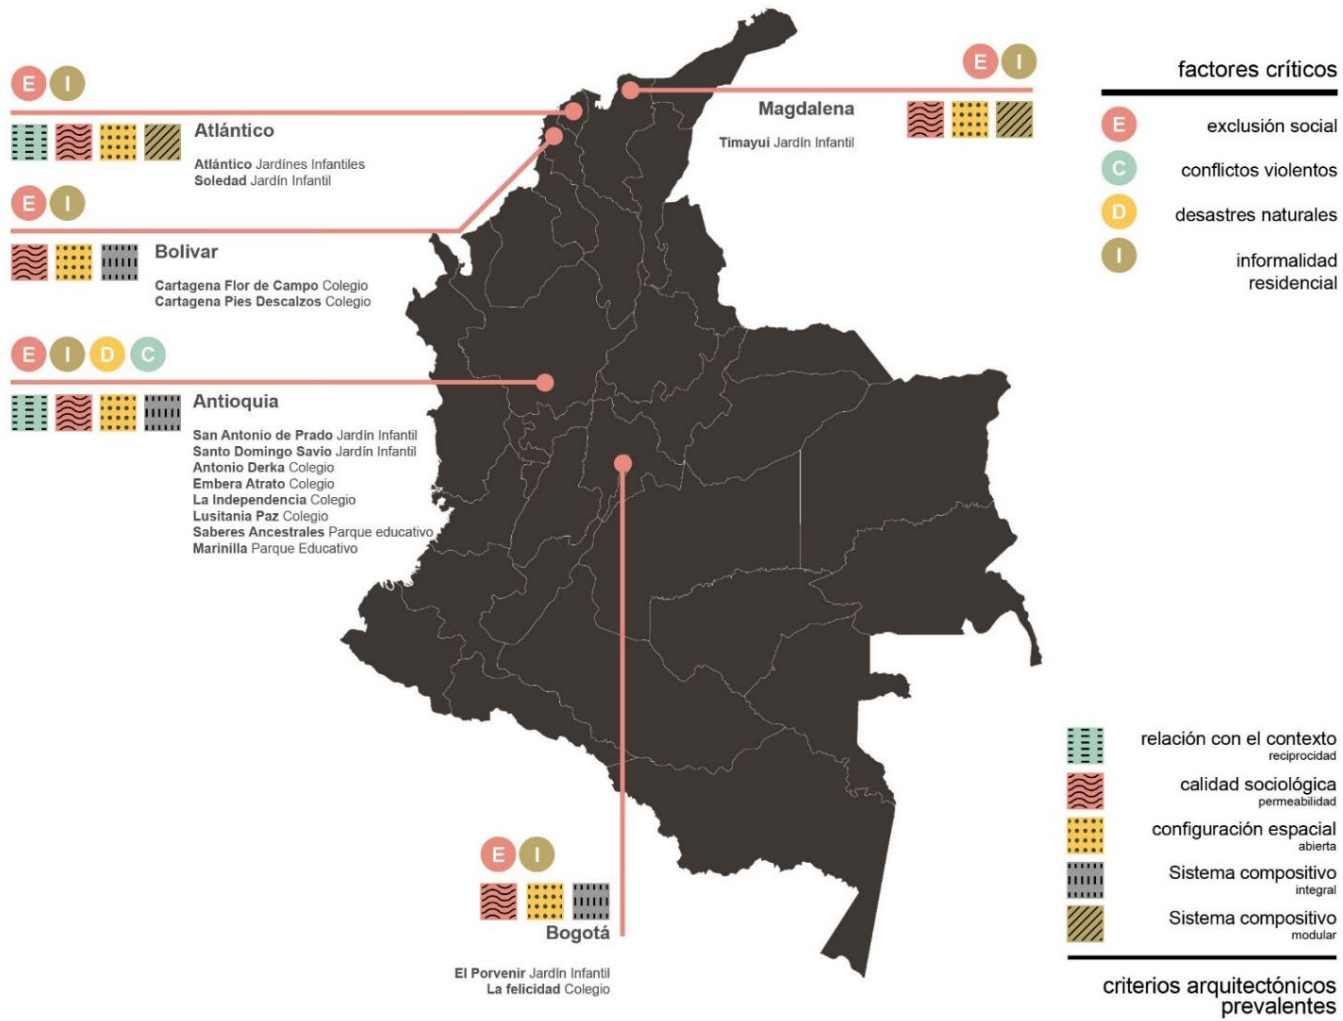 E I
Atlántico
Atlántico Jardínes Infantiles
Soledad Jardín Infantil
E I
Bolivar
Cartagena Flor de Campo Colegio
Cartagena Pies Descalzos Colegio
E I D C
Antioquia
San Antonio de Prado Jardín Infantil
Santo Domingo Savio Jardín Infantil
Antonio Derka Colegio
Embera Atrato Colegio
La Independencia Colegio
Lusitania Paz Colegio
Saberes Ancestrales Parque educativo
Marinilla Parque Educativo
E I
Magdalena
Timayui Jardín Infantil
E I
Bogotá
El Porvenir Jardín Infantil
La felicidad Colegio
factores críticos
E exclusión social
C conflictos violentos
D desastres naturales
I informalidad
residencial
relación con el contexto
reciprocidad
calidad sociológica
permeabilidad
configuración espacial
abierta
Sistema compositivo
integral
Sistema compositivo
modular
criterios arquitectónicos
prevalentes